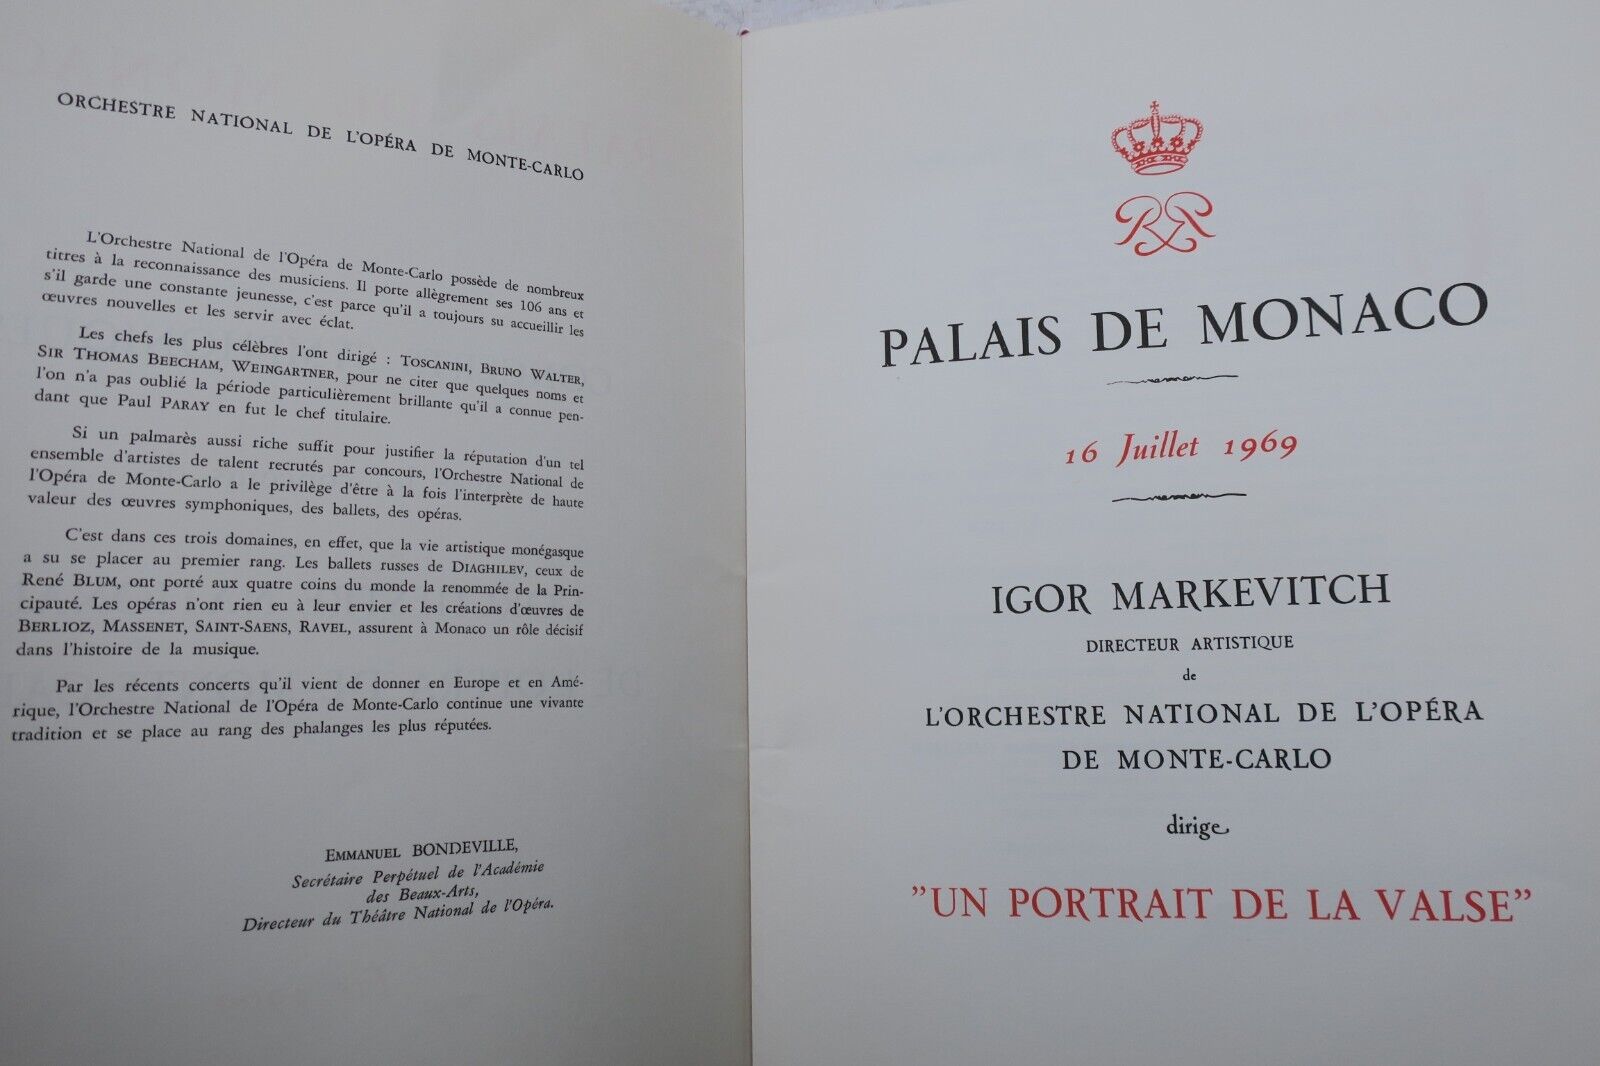 ORCHESTRE NATIONAL DE L'OPÉRA DE MONTE-CARLO
L'Orchestre National de l'Opéra de Monte-Carlo possède de nombreux
titres à la reconnaissance des musiciens. Il porte allègrement ses 106 ans et
s'il garde une constante jeunesse, c'est parce qu'il a toujours su accueillir les
œuvres nouvelles et les servir avec éclat.
Les chefs les plus célèbres l'ont dirigé : TOSCANINI, BRUNO WALTER,
SIR THOMAS BEECHAM, WEINGARTNER, pour ne citer que quelques noms et
l'on n'a pas oublié la période particulièrement brillante qu'il a connue pen-
dant que Paul PARAY en fut le chef titulaire.
Si un palmarès aussi riche suffit pour justifier la réputation d'un tel
ensemble d'artistes de talent recrutés par concours, l'Orchestre National de
l'Opéra de Monte-Carlo a le privilège d'être à la fois l'interprète de haute
valeur des œuvres symphoniques, des ballets, des opéras.
C'est dans ces trois domaines, en effet, que la vie artistique monégasque
a su se placer au premier rang. Les ballets russes de DIAGHILEV, ceux de
René BLUM, ont porté aux quatre coins du monde la renommée de la Prin-
cipauté. Les opéras n'ont rien eu à leur envier et les créations d'œuvres de
BERLIOZ, MASSENET, SAINT-SAENS, RAVEL, assurent à Monaco un rôle décisif
dans l'histoire de la musique.
Par les récents concerts qu'il vient de donner en Europe et en Amé-
rique, l'Orchestre National de l'Opéra de Monte-Carlo continue une vivante
tradition et se place au rang des phalanges les plus réputées.
EMMANUEL BONDEVILLE,
Secrétaire Perpétuel de l'Académie
des Beaux-Arts,
Directeur du Théâtre National de l'Opéra.
PALAIS DE MONACO
16 Juillet 1969
IGOR MARKEVITCH
DIRECTEUR ARTISTIQUE
de
L'ORCHESTRE NATIONAL DE L'OPÉRA
DE MONTE-CARLO
dirige
"UN PORTRAIT DE LA VALSE"